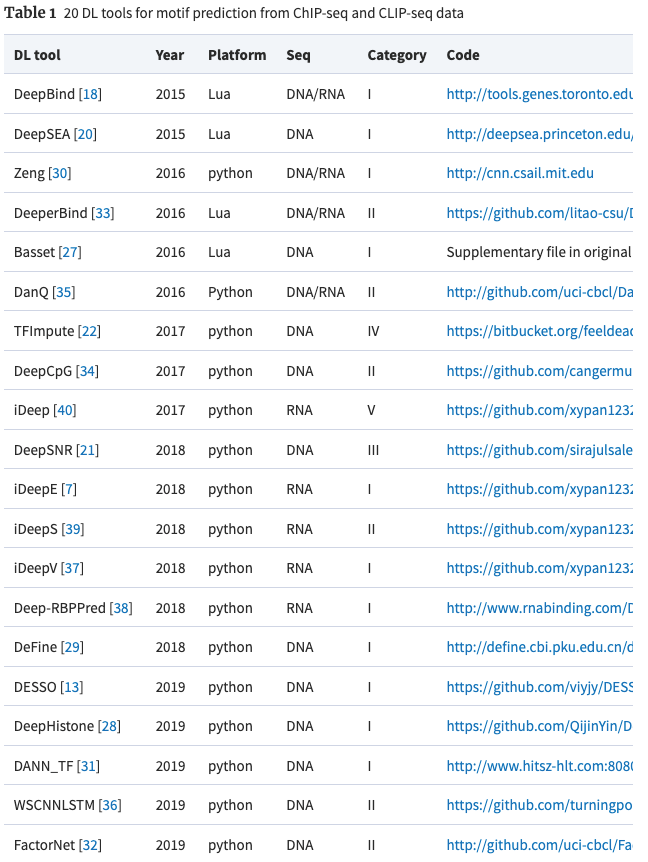 Table 1 20 DL tools for motif prediction from ChIP-seq and CLIP-seq data
DL tool Year Platform Seq Category Code
DeepBind [18] 2015 Lua DNA/RNA I http://tools.genes.toronto.edu
DeepSEA [20] 2015 Lua DNA I http://deepsea.princeton.edu/
Zeng [30] 2016 python DNA/RNA I http://cnn.csail.mit.edu
DeeperBind [33] 2016 Lua DNA/RNA II https://github.com/litao-csu/D
Basset [27] 2016 Lua DNA I Supplementary file in original
DanQ [35] 2016 Python DNA/RNA II http://github.com/uci-cbcl/Da
TFImpute [22] 2017 python DNA IV https://bitbucket.org/feeldead
DeepCpG [34] 2017 python DNA II https://github.com/cangermu
iDeep [40] 2017 python RNA V https://github.com/xypan1232
DeepSNR [21] 2018 python DNA III https://github.com/sirajulsale
iDeepE [7] 2018 python RNA I https://github.com/xypan1232
iDeepS [39] 2018 python RNA II https://github.com/xypan1232
iDeepV [37] 2018 python RNA I https://github.com/xypan1232
Deep-RBPPred [38] 2018 python RNA I http://www.rnabinding.com/D
DeFine [29] 2018 python DNA I http://define.cbi.pku.edu.cn/d
DESSO [13] 2019 python DNA I https://github.com/viyjy/DESS
DeepHistone [28] 2019 python DNA I https://github.com/QijinYin/D
DANN_TF [31] 2019 python DNA I http://www.hitsz-hlt.com:8080
WSCNNLSTM [36] 2019 python DNA II https://github.com/turningpo
FactorNet [32] 2019 python DNA II http://github.com/uci-cbcl/Fa